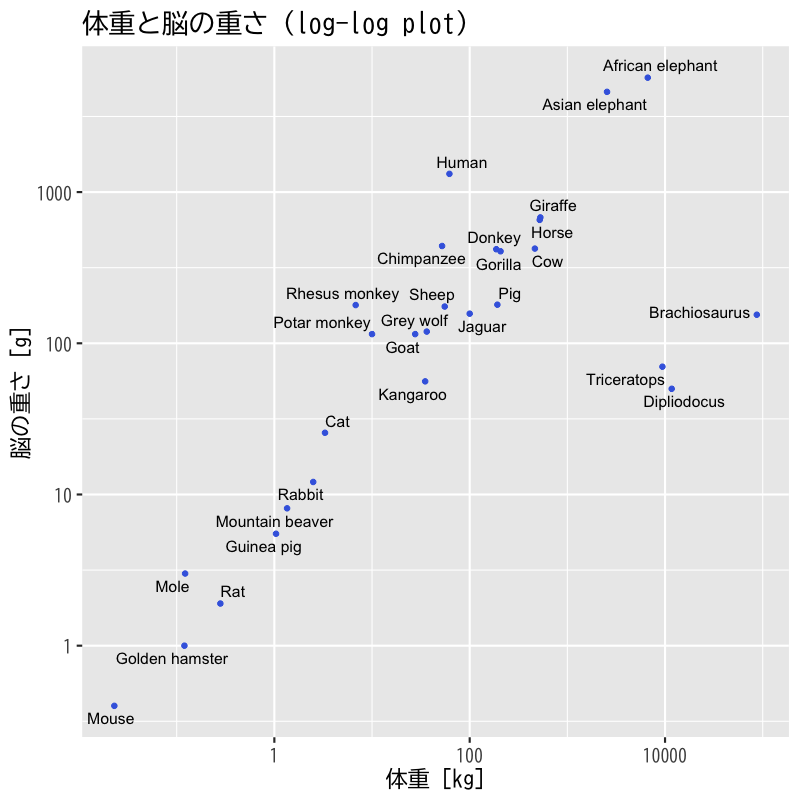 体重と脳の重さ (log-log plot)
African elephant
Asian elephant
Human
1000
Giraffe
Donkey
Horse
Chimpanzee
Gorilla
Cow
Rhesus monkey
Sheep
Pig
Potar monkey
Grey wolf
Jaguar
Brachiosaurus
100
Goat
Triceratops
Kangaroo
Dipliodocus
脳の重さ [g]
Cat
10
Rabbit
Mountain beaver
Guinea pig
Mole
Rat
1
Golden hamster
Mouse
1
100
10000
体重 [kg]